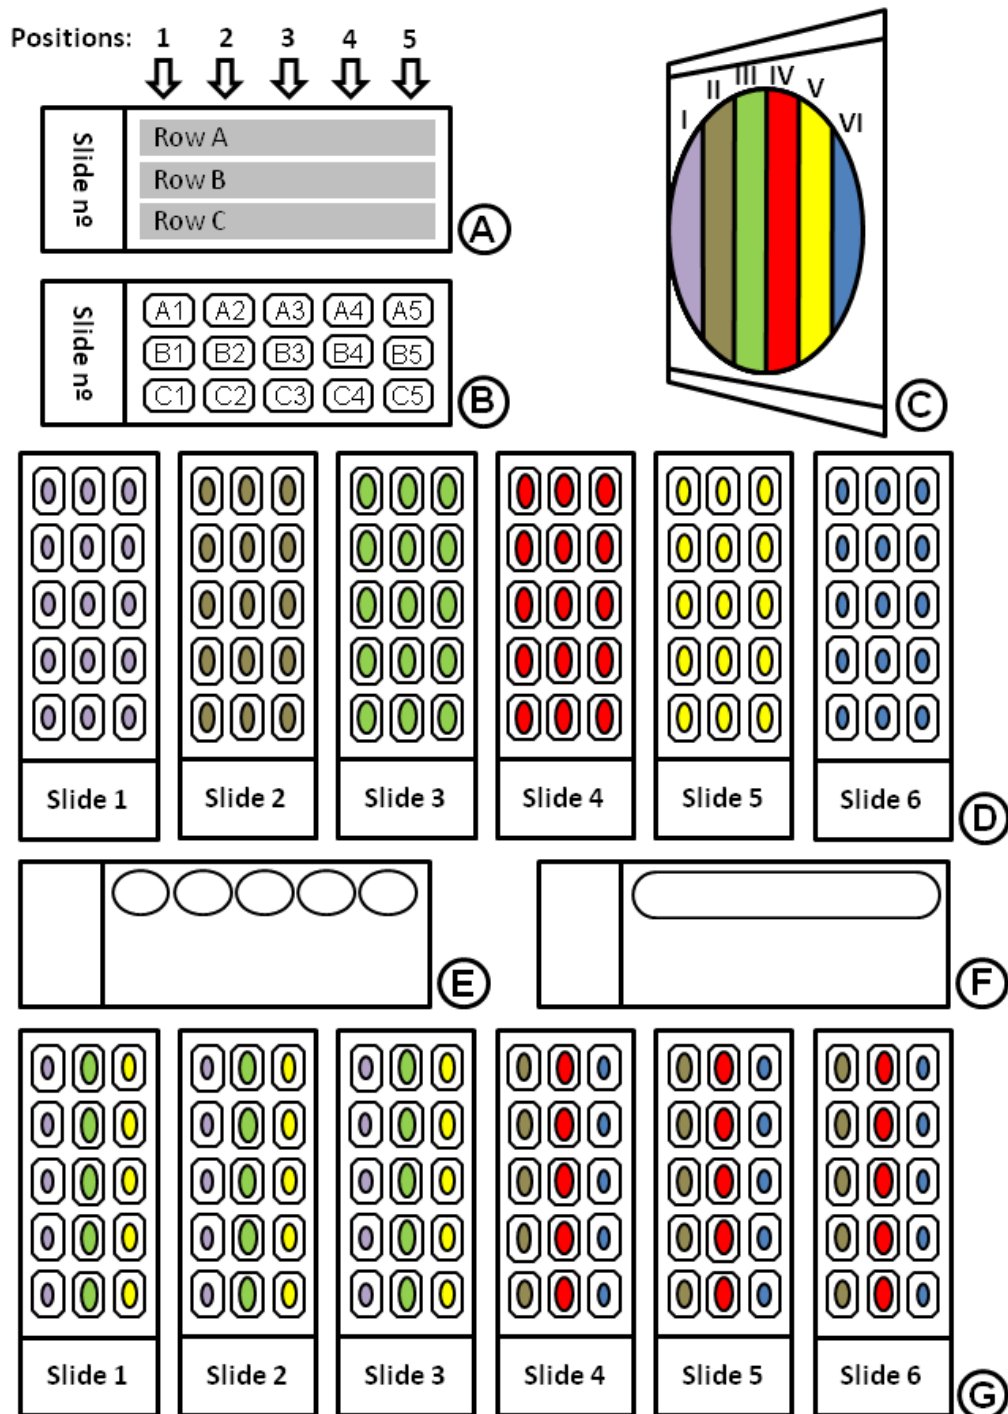 Positions: 1 2 3 4 5
Slide nº
Row A
Row B
Row C
A
Slide nº
A1 A2 A3 A4 A5
B1 B2 B3 B4 B5
C1 C2 C3 C4 C5
B
I II III IV V VI
C
Slide 1 Slide 2 Slide 3 Slide 4 Slide 5 Slide 6
D
E
F
Slide 1 Slide 2 Slide 3 Slide 4 Slide 5 Slide 6
G